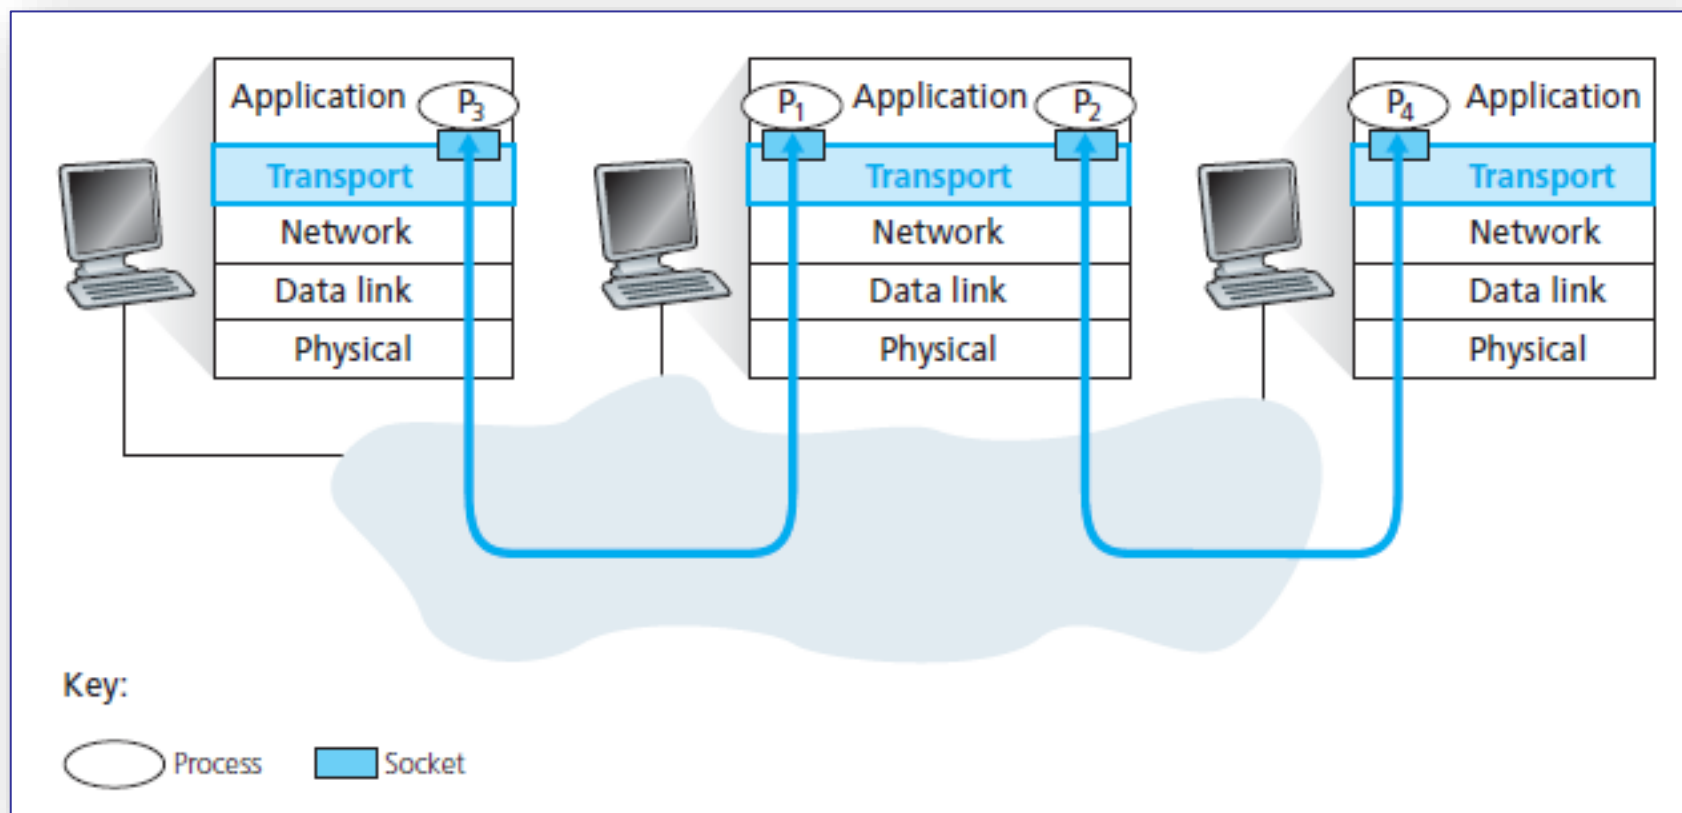 Application P3 P1 Application P2 P4 Application
Transport Transport Transport
Network Network Network
Data link Data link Data link
Physical Physical Physical
Key:
Process Socket